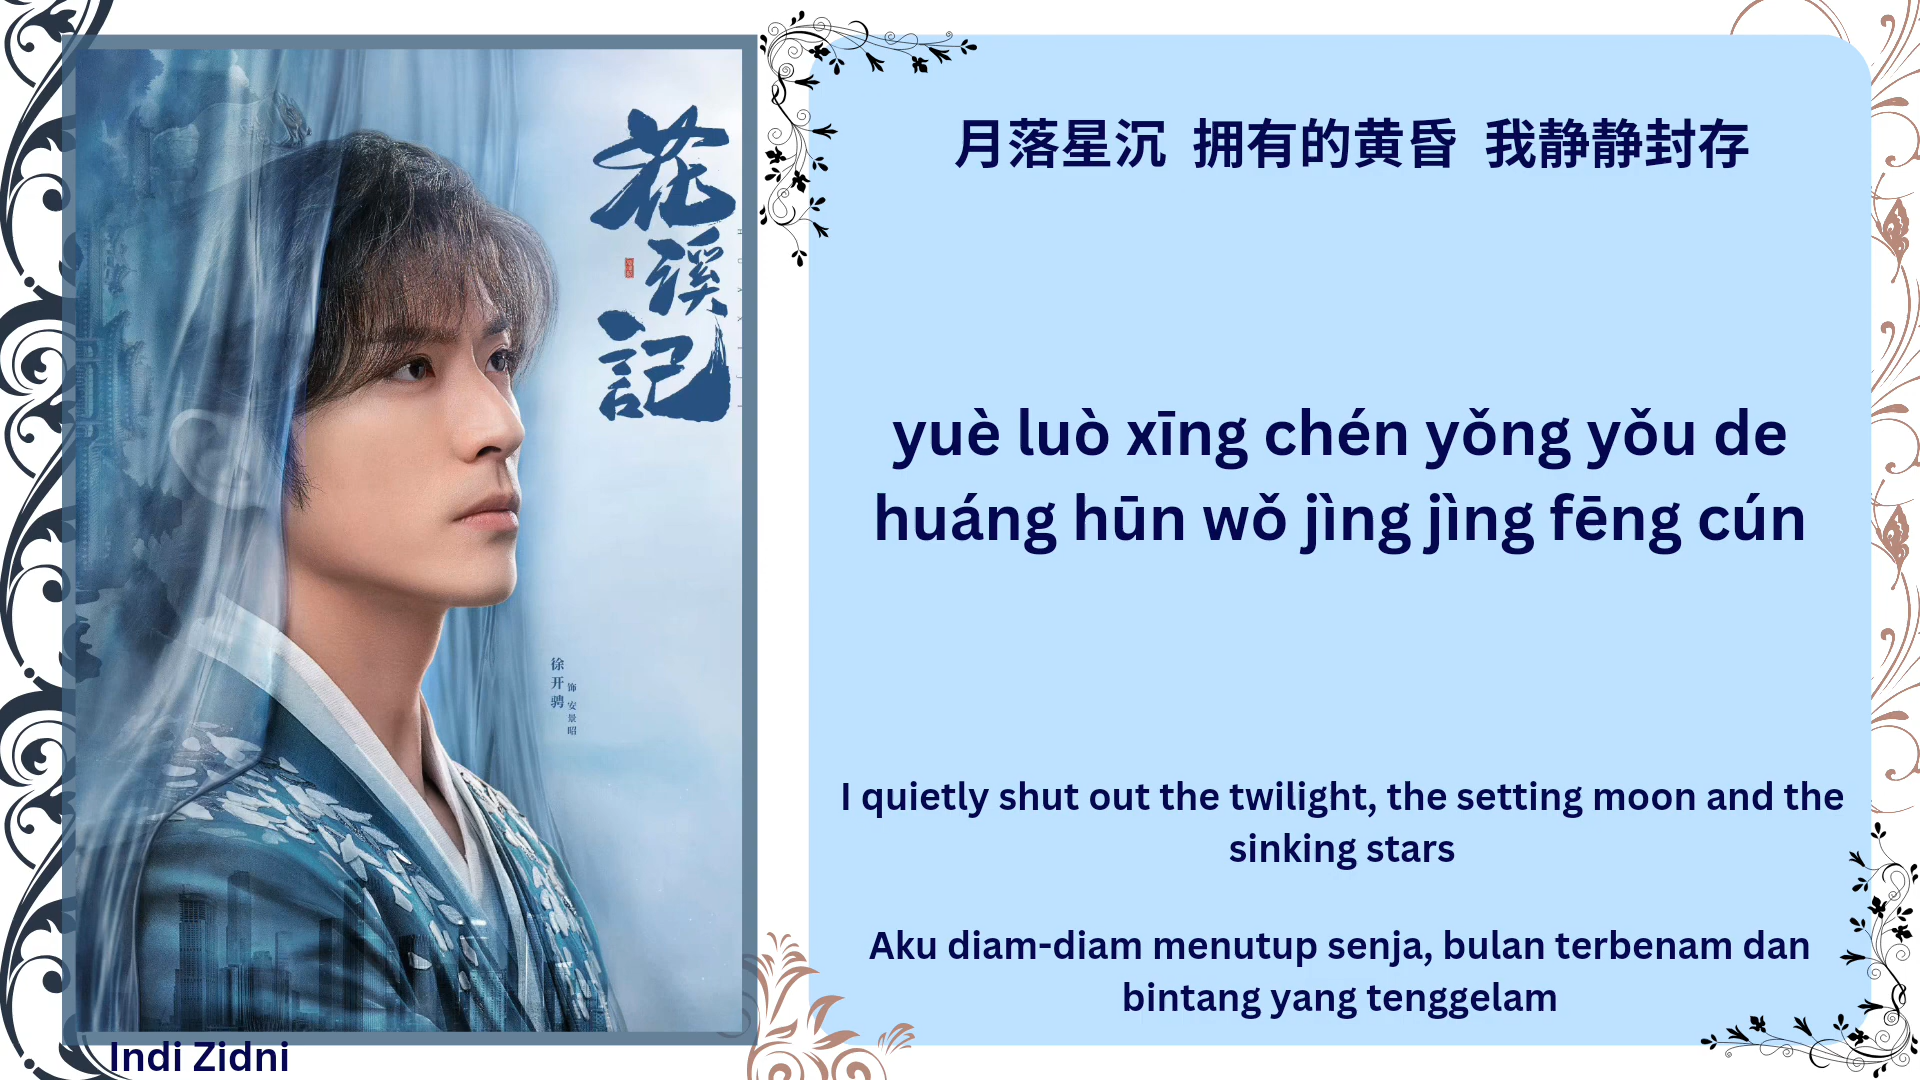 花溪記
徐开骋
饰 安景昭
月落星沉 拥有的黄昏 我静静封存
yuè luò xīng chén yǒng yǒu de
huáng hūn wǒ jìng jìng fēng cún
I quietly shut out the twilight, the setting moon and the
sinking stars
Aku diam-diam menutup senja, bulan terbenam dan
bintang yang tenggelam
Indi Zidni